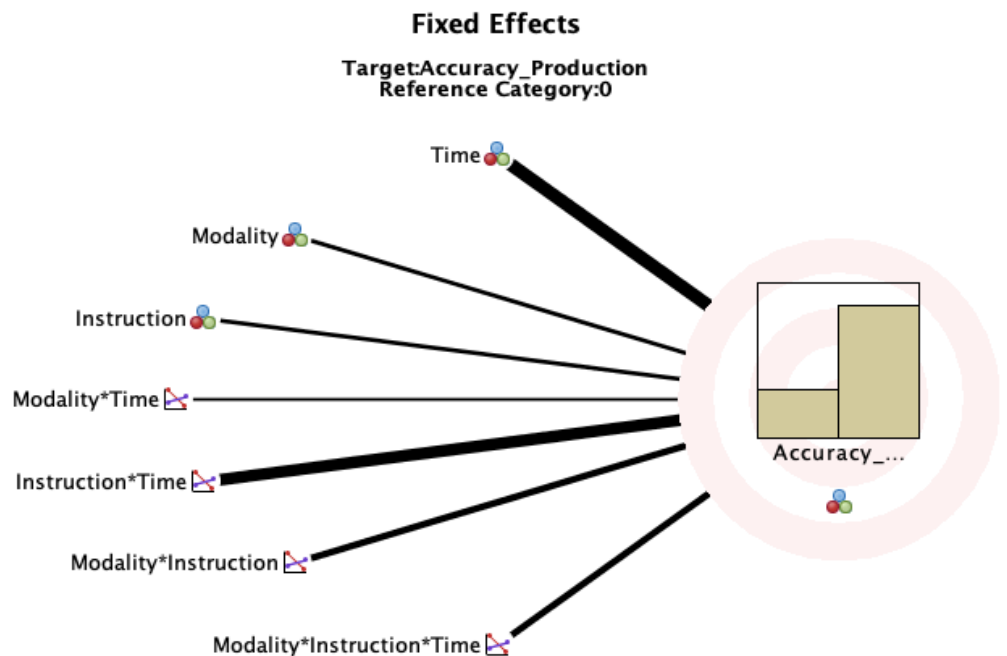 Fixed Effects
Target:Accuracy_Production
Reference Category:0
Time
Modality
Instruction
Modality*Time
Instruction*Time
Modality*Instruction
Modality*Instruction*Time
Accuracy_...